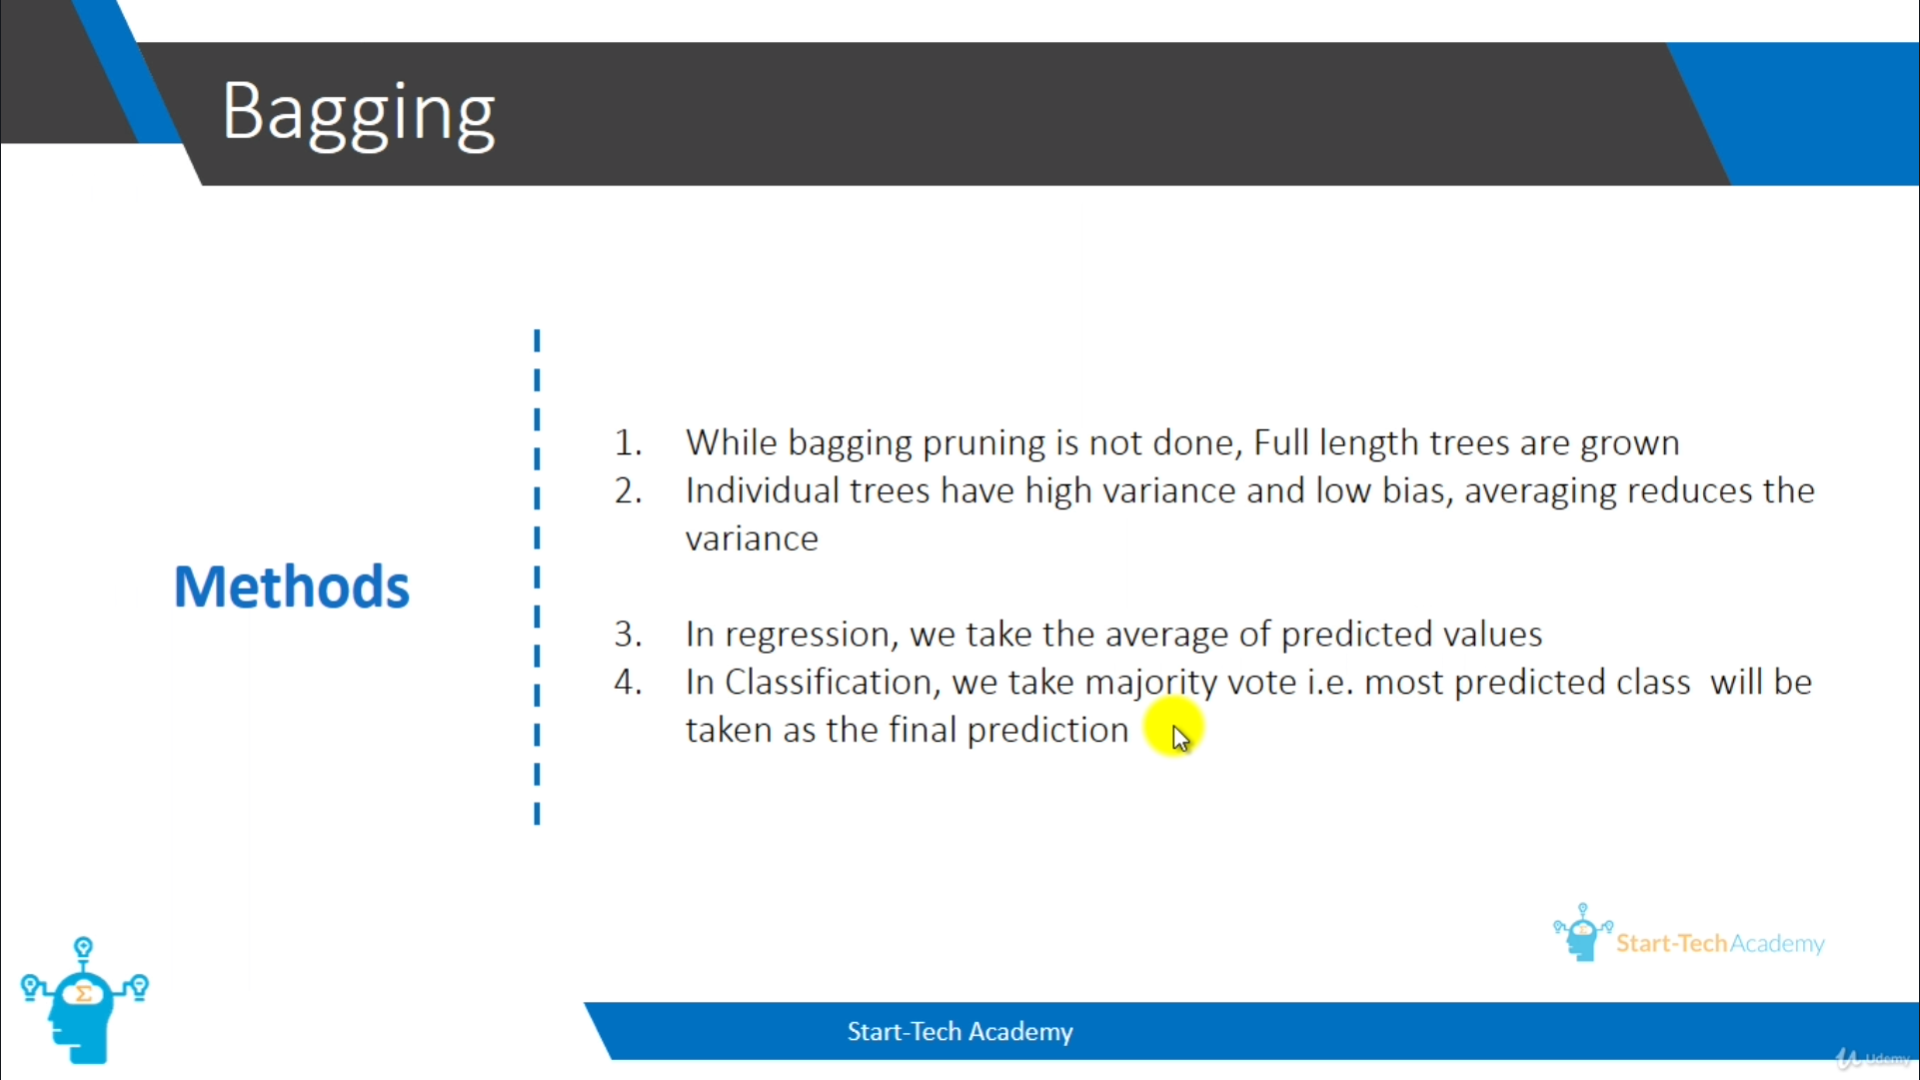 Bagging
Methods
1. While bagging pruning is not done, Full length trees are grown
2. Individual trees have high variance and low bias, averaging reduces the
variance
3. In regression, we take the average of predicted values
4. In Classification, we take majority vote i.e. most predicted class will be
taken as the final prediction
Σ
Start-TechAcademy
Start-Tech Academy
Udemy